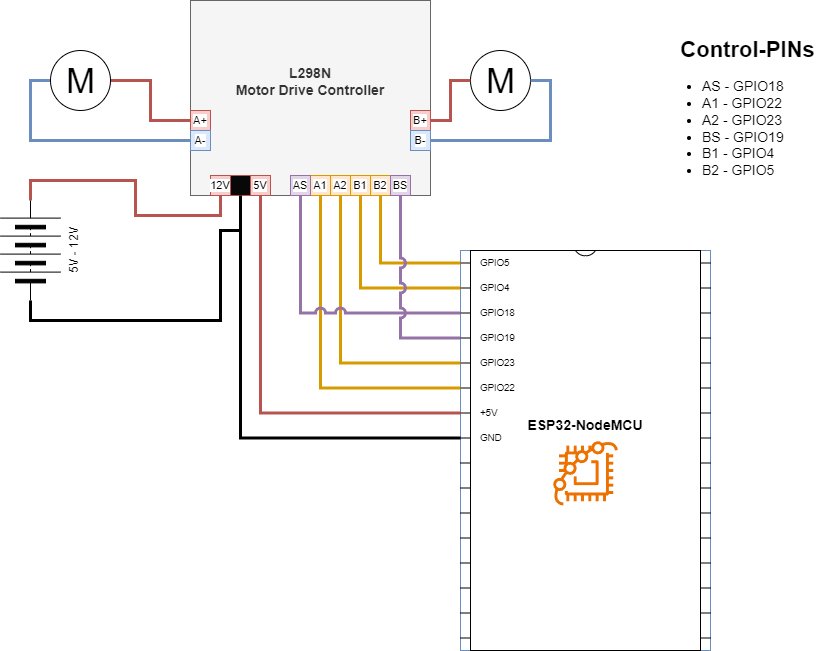 L298N
Motor Drive Controller
M
M
A+
A-
B+
B-
12V
5V
AS
A1
A2
B1
B2
BS
5V - 12V
Control-PINs
AS - GPIO18
A1 - GPIO22
A2 - GPIO23
BS - GPIO19
B1 - GPIO4
B2 - GPIO5
GPIO5
GPIO4
GPIO18
GPIO19
GPIO23
GPIO22
+5V
GND
ESP32-NodeMCU